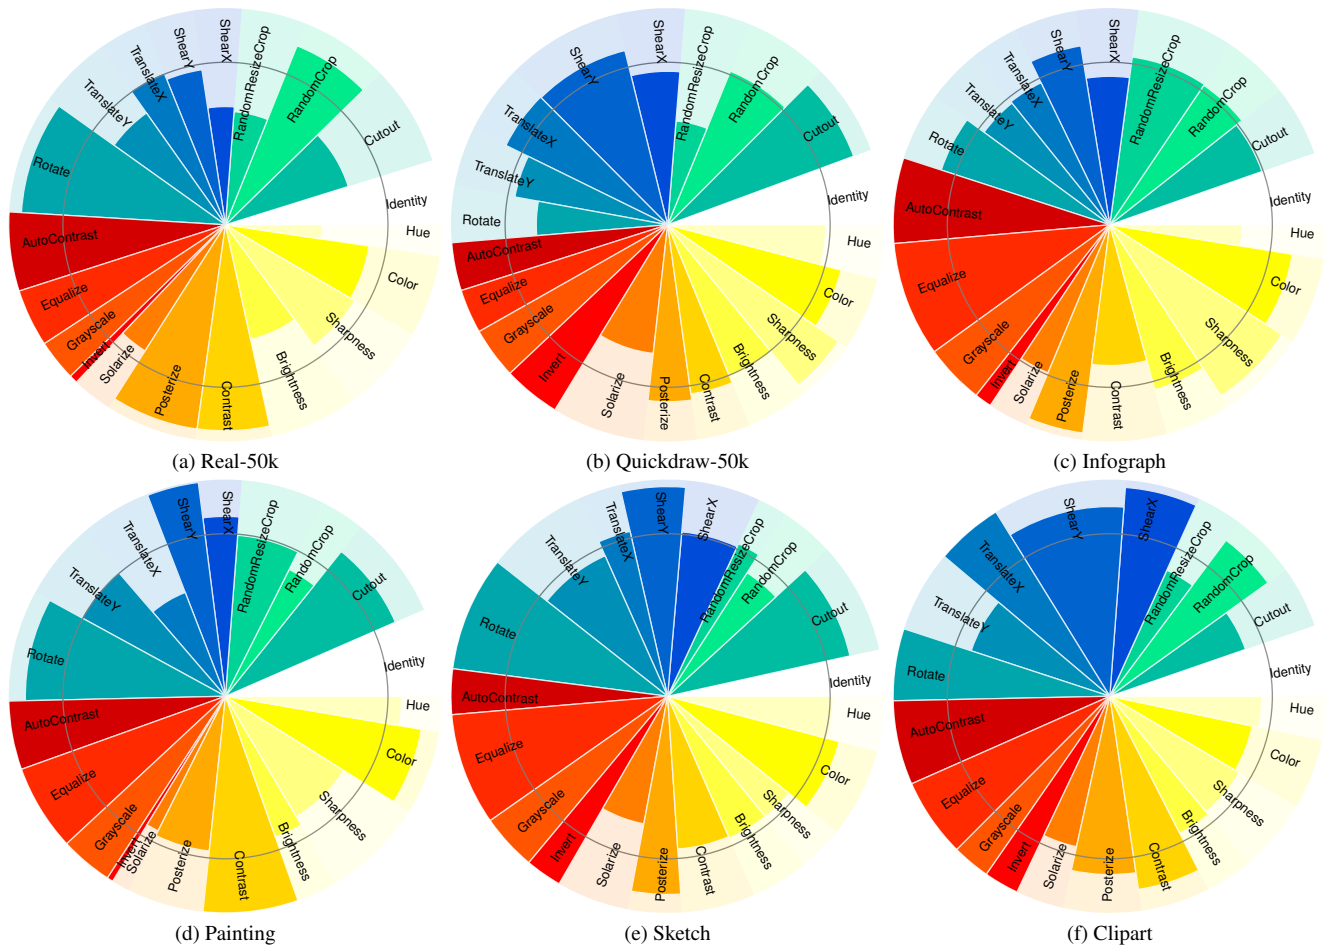 ShearX
RandomResizeCrop
RandomCrop
Cutout
Identity
Hue
Color
Sharpness
Brightness
Contrast
Posterize
Solarize
Invert
Grayscale
Equalize
AutoContrast
Rotate
TranslateY
TranslateX
ShearY
(a) Real-50k
ShearX
RandomResizeCrop
RandomCrop
Cutout
Identity
Hue
Color
Sharpness
Brightness
Contrast
Posterize
Solarize
Invert
Grayscale
Equalize
AutoContrast
Rotate
TranslateY
TranslateX
ShearY
(b) Quickdraw-50k
ShearX
RandomResizeCrop
RandomCrop
Cutout
Identity
Hue
Color
Sharpness
Brightness
Contrast
Posterize
Solarize
Invert
Grayscale
Equalize
AutoContrast
Rotate
TranslateY
TranslateX
ShearY
(c) Infograph
ShearX
RandomResizeCrop
RandomCrop
Cutout
Identity
Hue
Color
Sharpness
Brightness
Contrast
Posterize
Solarize
Invert
Grayscale
Equalize
AutoContrast
Rotate
TranslateY
TranslateX
ShearY
(d) Painting
ShearX
RandomResizeCrop
RandomCrop
Cutout
Identity
Hue
Color
Sharpness
Brightness
Contrast
Posterize
Solarize
Invert
Grayscale
Equalize
AutoContrast
Rotate
TranslateY
TranslateX
ShearY
(e) Sketch
ShearX
RandomResizeCrop
RandomCrop
Cutout
Identity
Hue
Color
Sharpness
Brightness
Contrast
Posterize
Solarize
Invert
Grayscale
Equalize
AutoContrast
Rotate
TranslateY
TranslateX
ShearY
(f) Clipart